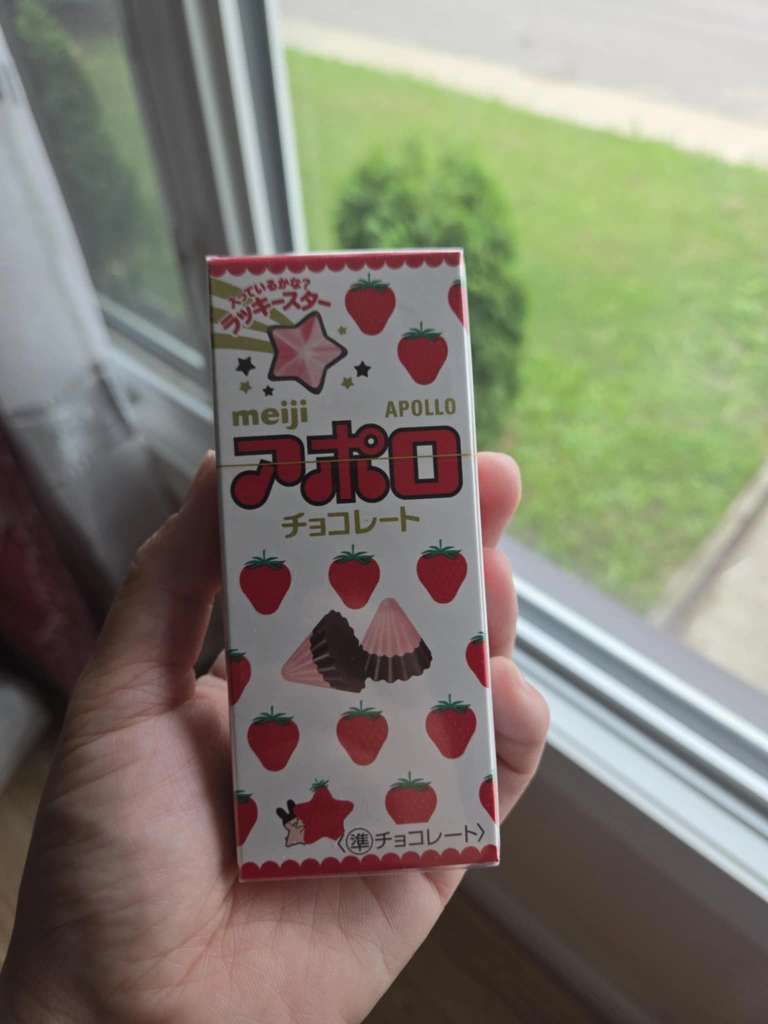 入っているかな?
ラッキースター
meiji
APOLLO
アポロ
チョコレート
〈準チョコレート〉